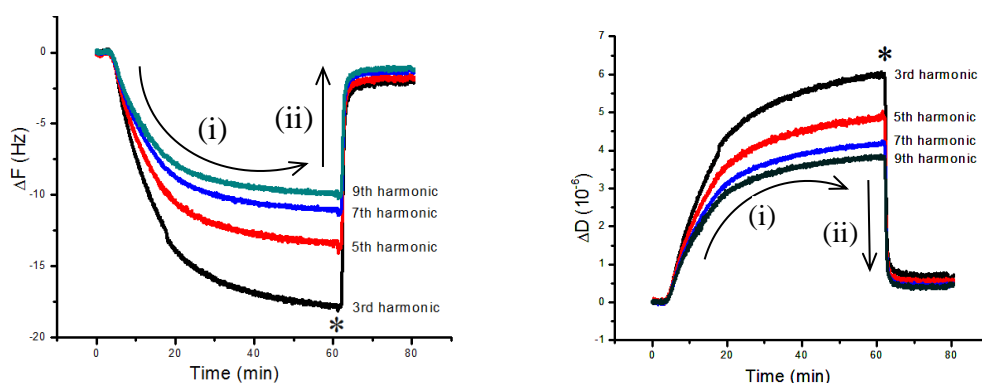 0
-5
-10
-15
-20
ΔF (Hz)
(i)
(ii)
9th harmonic
7th harmonic
5th harmonic
3rd harmonic
*
0 20 40 60 80
Time (min)
6
5
4
3
2
1
0
-1
ΔD (10⁻⁶)
*
3rd harmonic
5th harmonic
7th harmonic
9th harmonic
(i)
(ii)
0 20 40 60 80
Time (min)